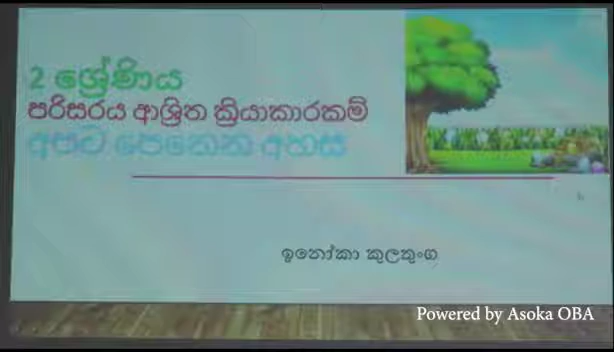 2 ශ්‍රේණිය
පරිසරය ආශ්‍රිත ක්‍රියාකාරකම්
අපට පෙනෙන අහස
ඉනෝකා කුලතුංග
Powered by Asoka OBA